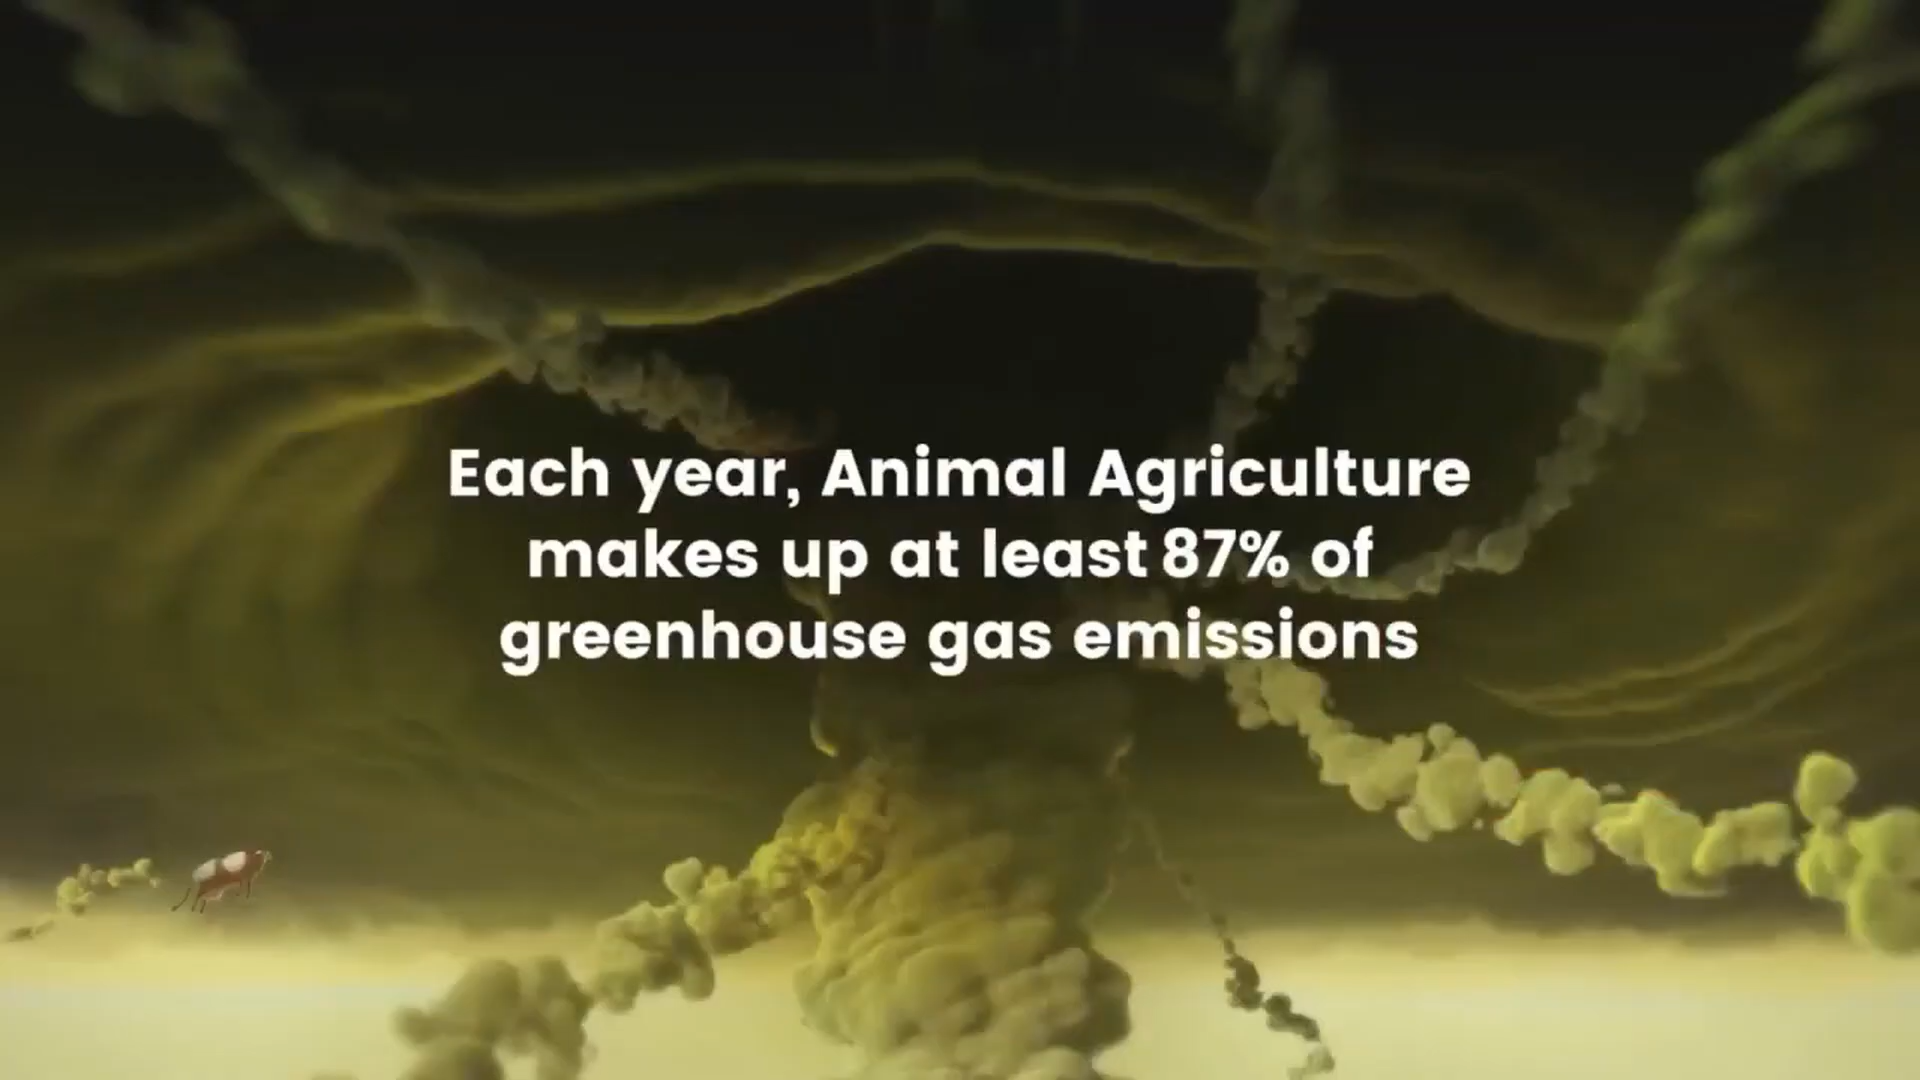 Each year, Animal Agriculture
makes up at least 87% of
greenhouse gas emissions